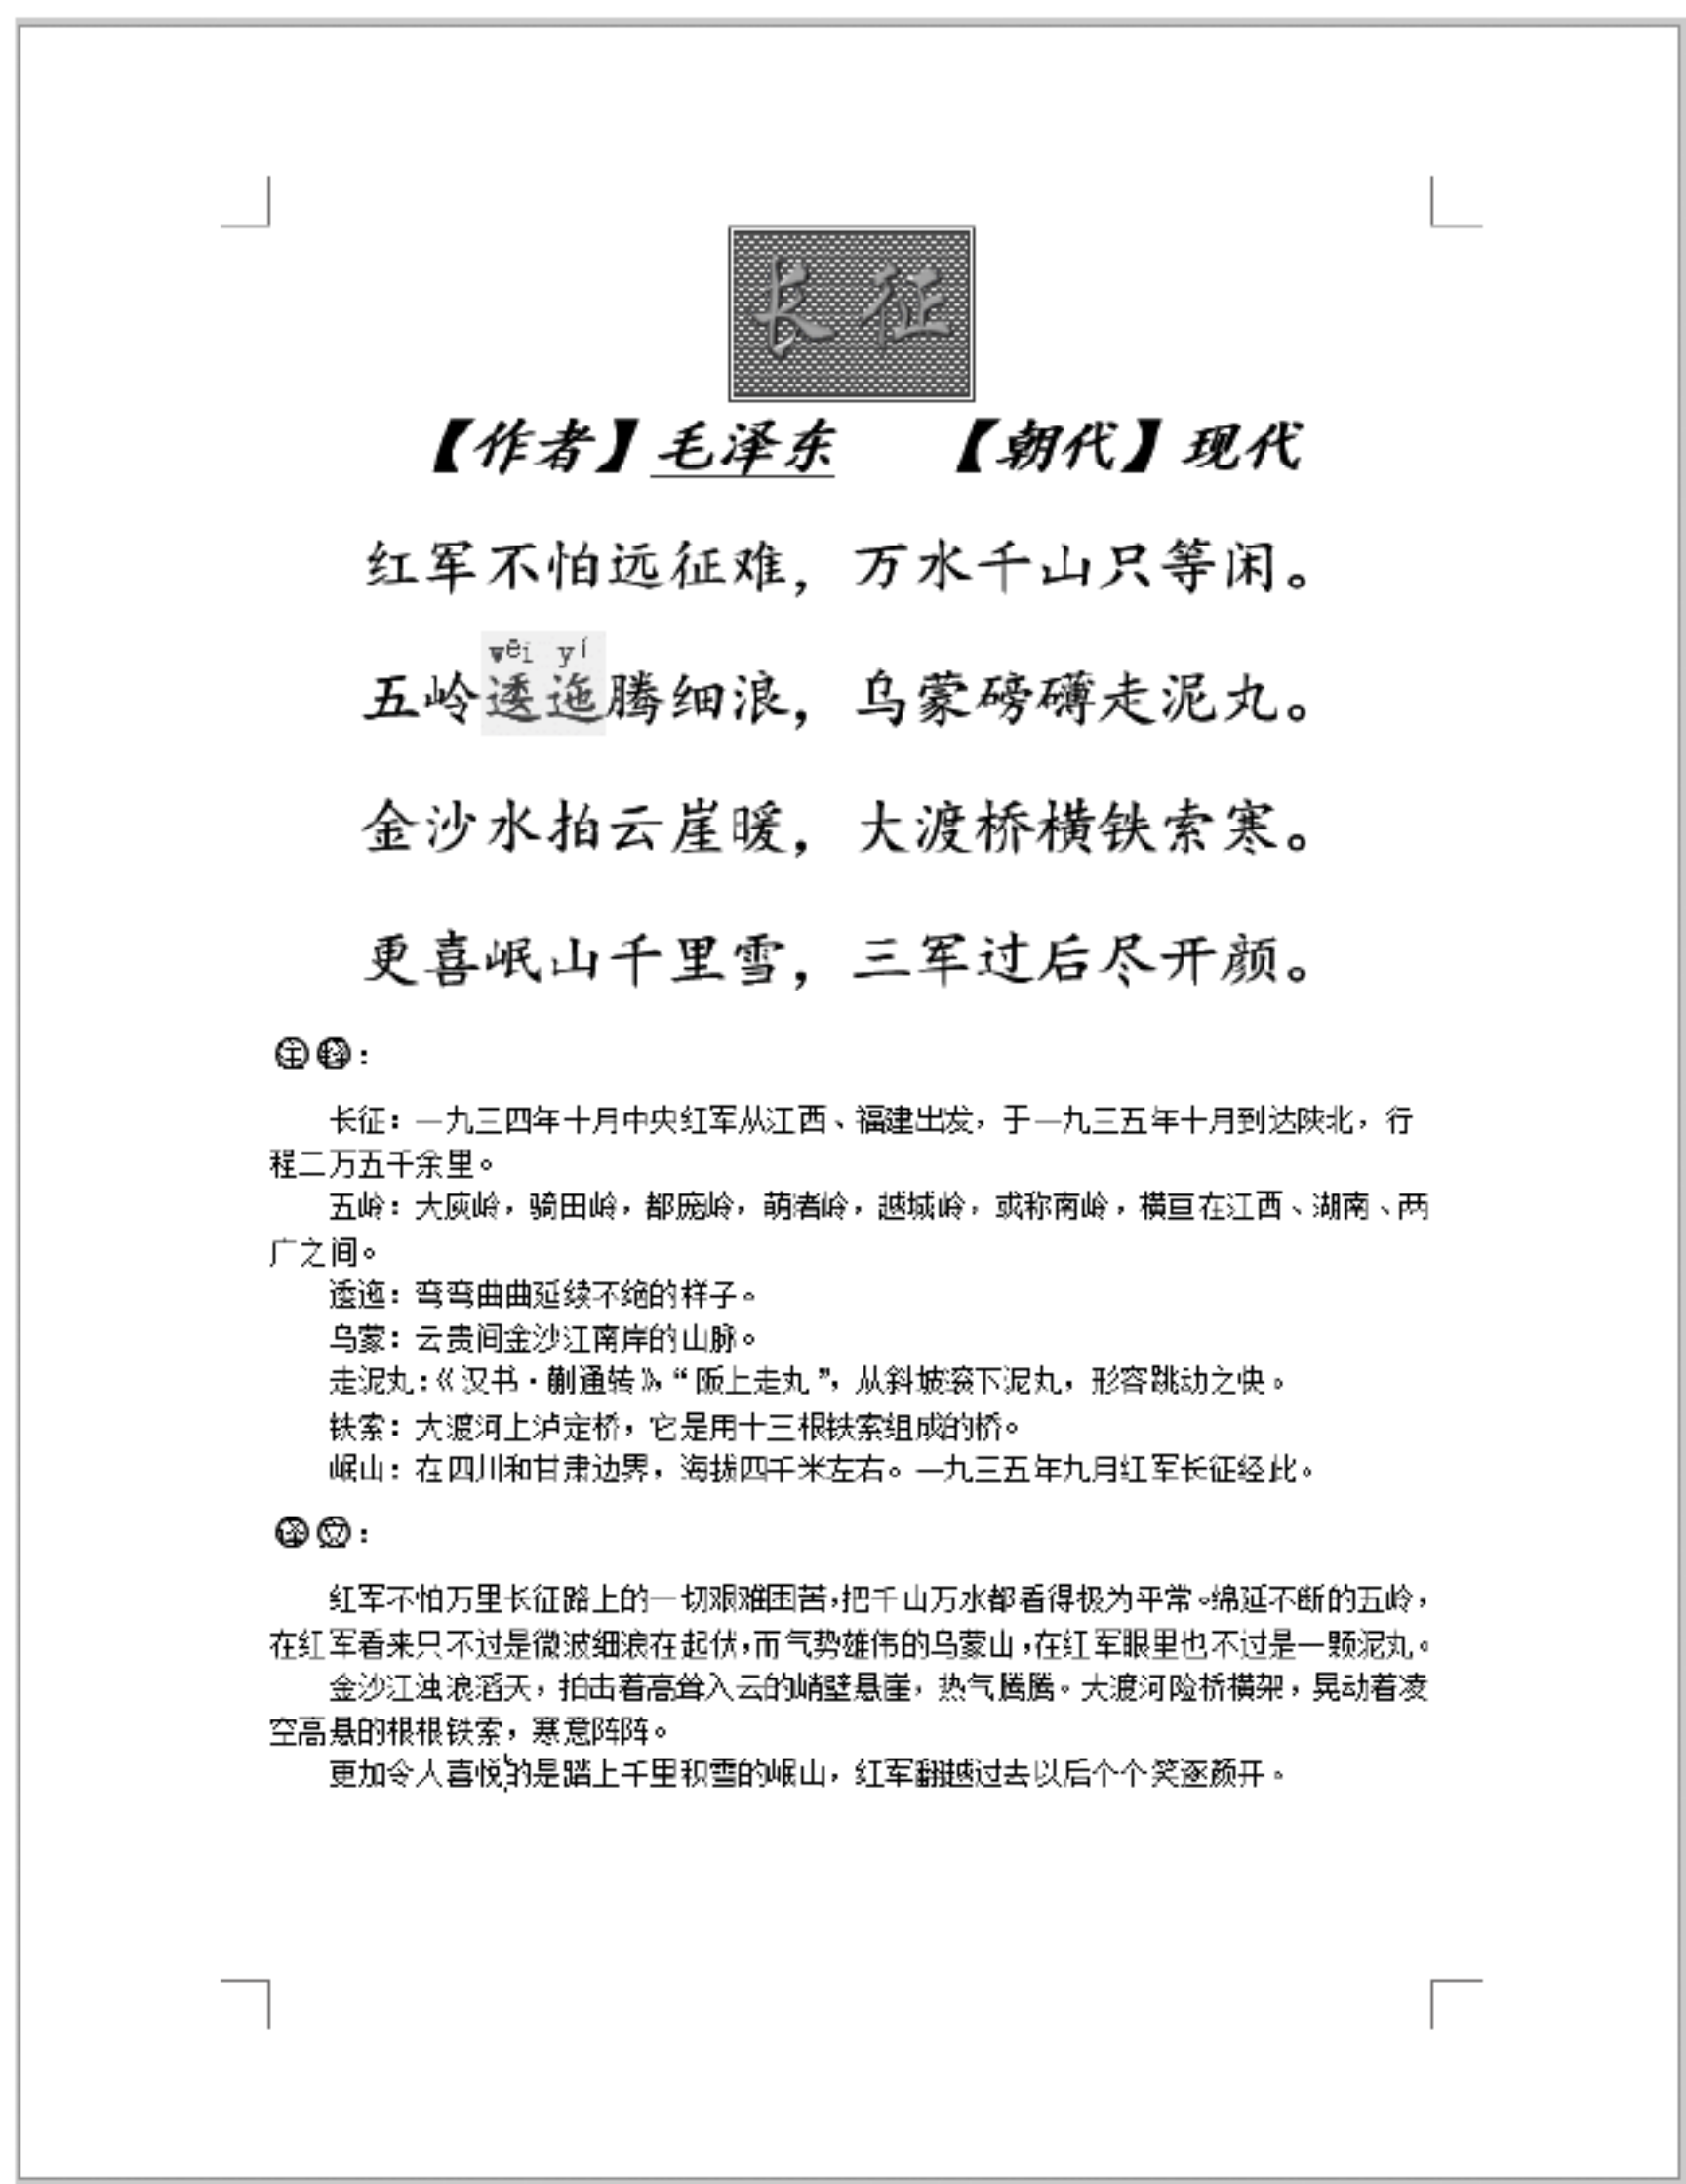 长征
【作者】毛泽东 【朝代】现代
红军不怕远征难，万水千山只等闲。
wēi yí
五岭逶迤腾细浪，乌蒙磅礴走泥丸。
金沙水拍云崖暖，大渡桥横铁索寒。
更喜岷山千里雪，三军过后尽开颜。
注释：
长征：一九三四年十月中央红军从江西、福建出发，于一九三五年十月到达陕北，行
程二万五千余里。
五岭：大庾岭，骑田岭，都庞岭，萌渚岭，越城岭，或称南岭，横亘在江西、湖南、两
广之间。
逶迤：弯弯曲曲延续不绝的样子。
乌蒙：云贵间金沙江南岸的山脉。
走泥丸：《汉书·蒯通转》，“阪上走丸”，从斜坡滚下泥丸，形容跳动之快。
铁索：大渡河上泸定桥，它是用十三根铁索组成的桥。
岷山：在四川和甘肃边界，海拔四千米左右。一九三五年九月红军长征经此。
译文：
红军不怕万里长征路上的一切艰难困苦，把千山万水都看得极为平常。绵延不断的五岭，
在红军看来只不过是微波细浪在起伏，而气势雄伟的乌蒙山，在红军眼里也不过是一颗泥丸。
金沙江浊浪滔天，拍击着高耸入云的峭壁悬崖，热气腾腾。大渡河险桥横架，晃动着凌
空高悬的根根铁索，寒意阵阵。
更加令人喜悦的是踏上千里积雪的岷山，红军翻越过去以后个个笑逐颜开。